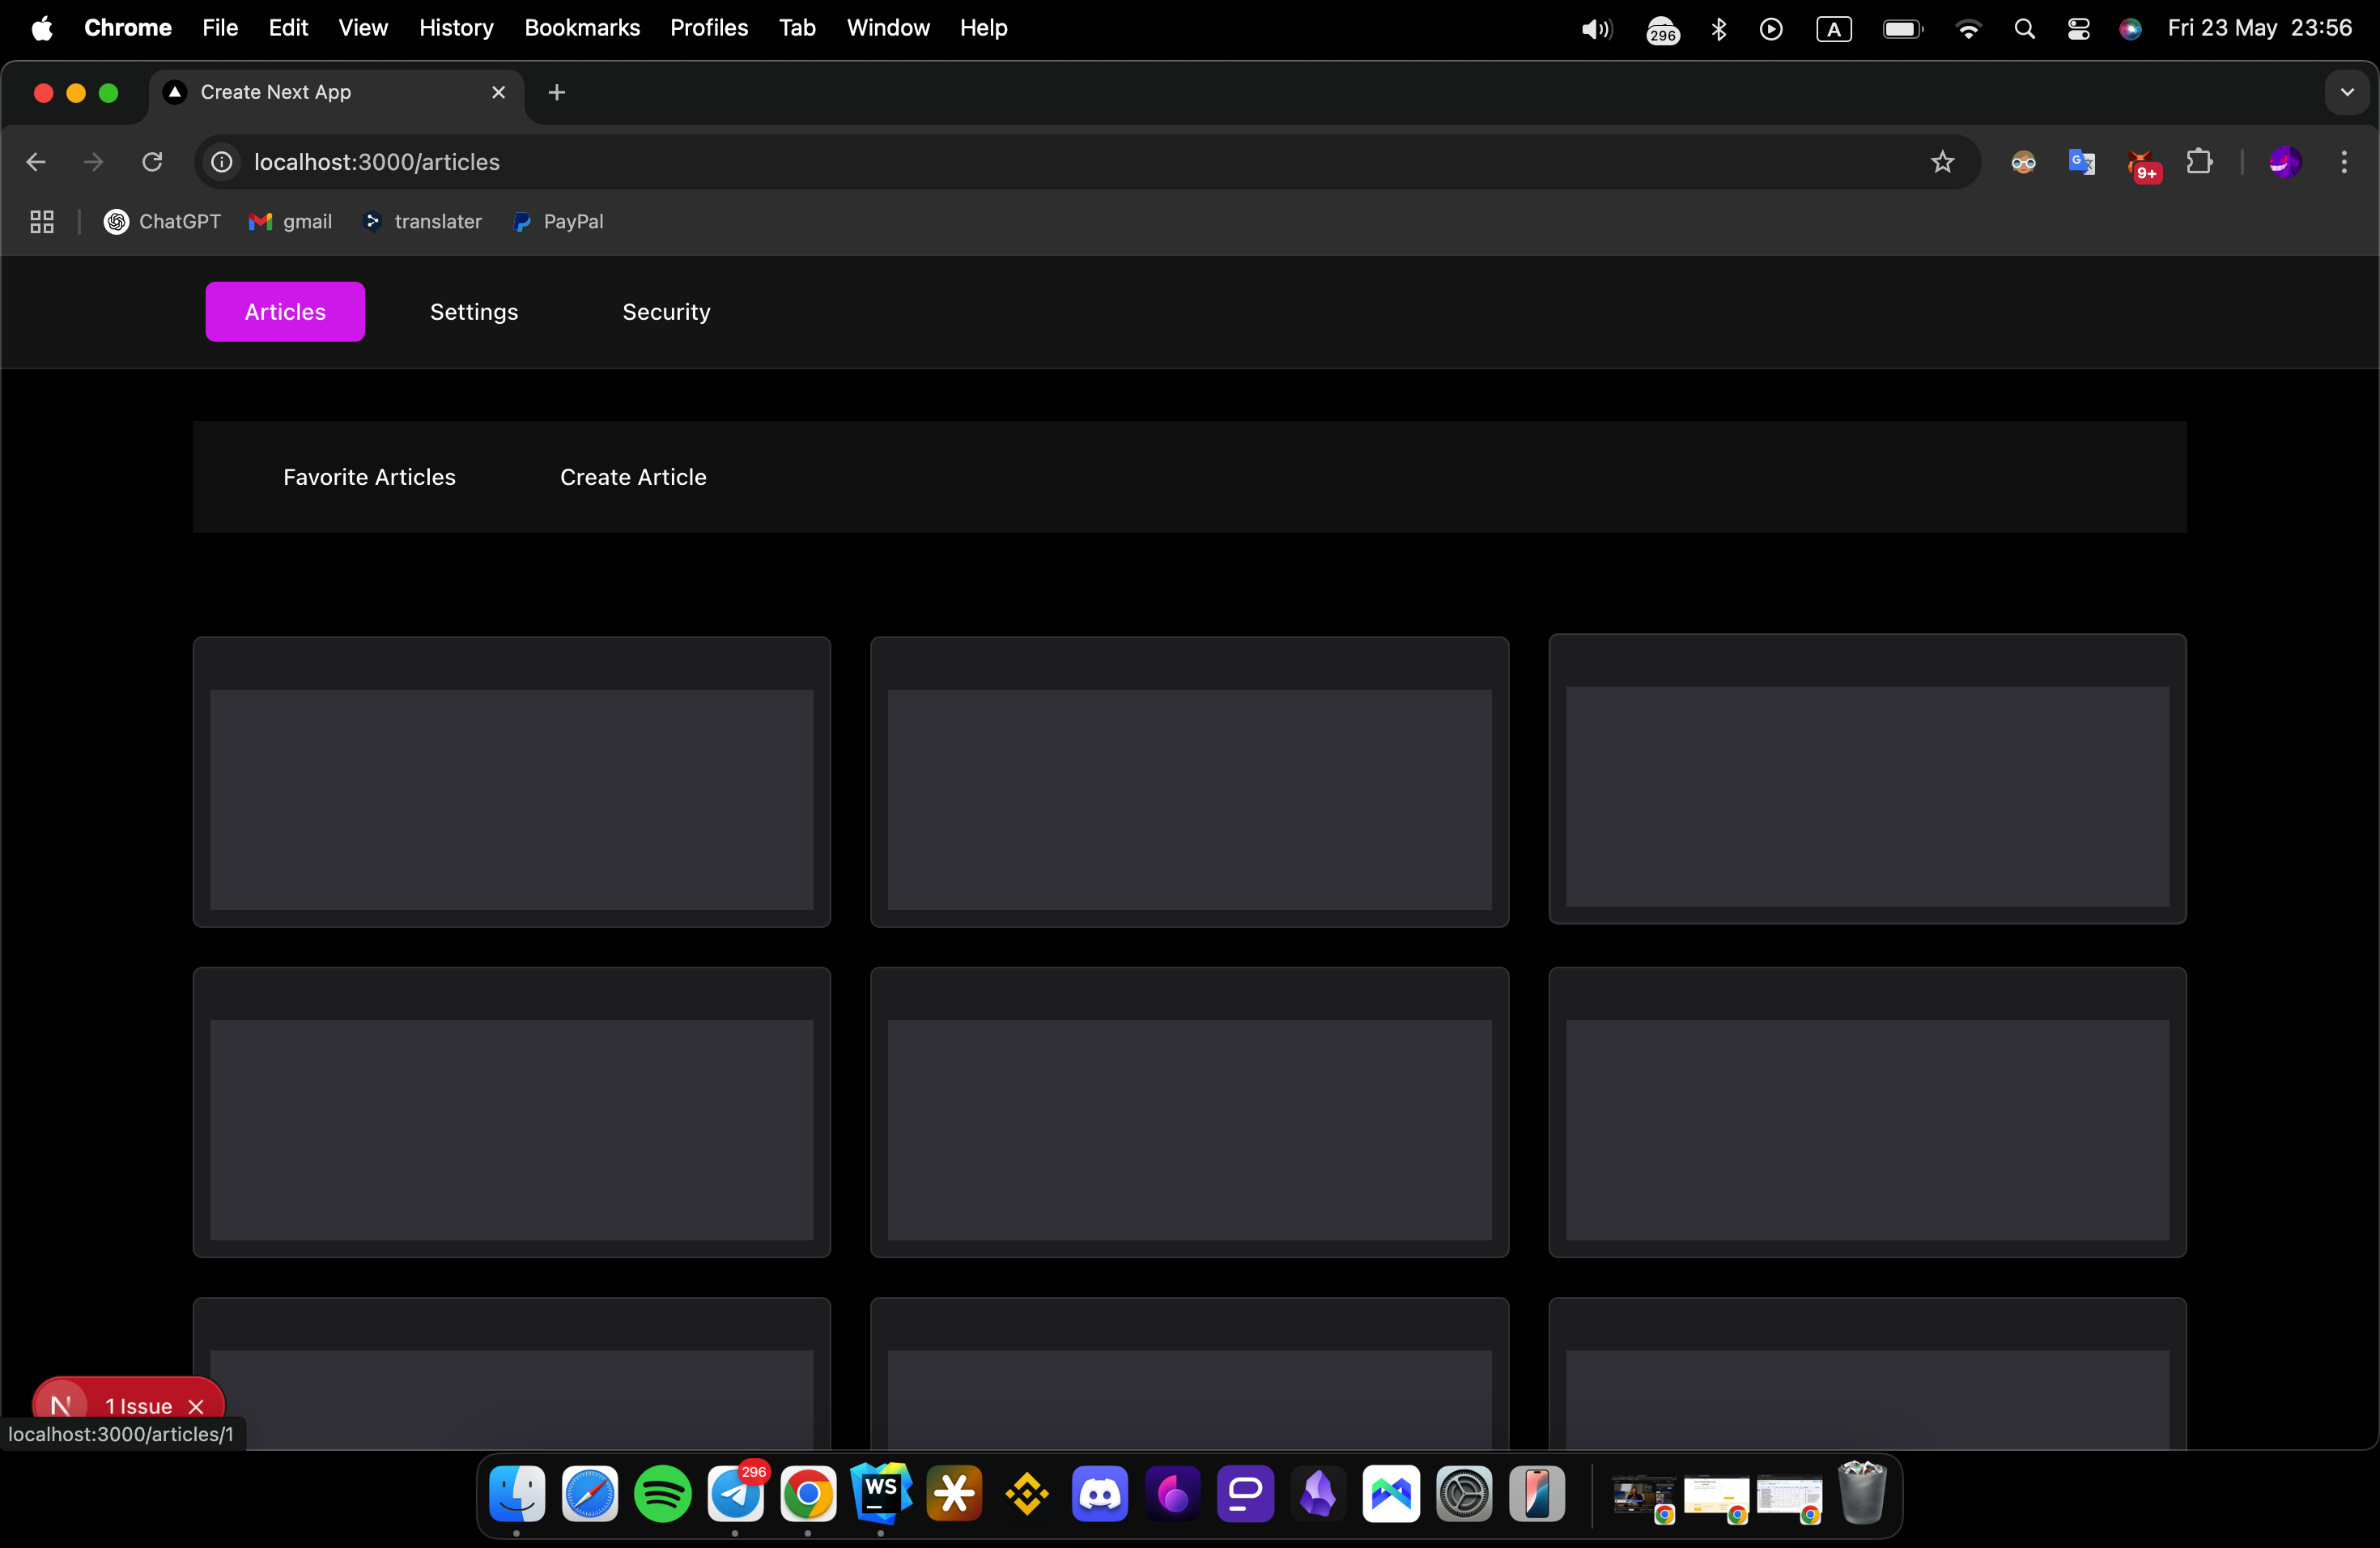 Chrome File Edit View History Bookmarks Profiles Tab Window Help 296 A Fri 23 May 23:56
Create Next App
localhost:3000/articles 9+
ChatGPT gmail translater PayPal
Articles Settings Security
Favorite Articles Create Article
N 1 Issue
localhost:3000/articles/1
296
WS